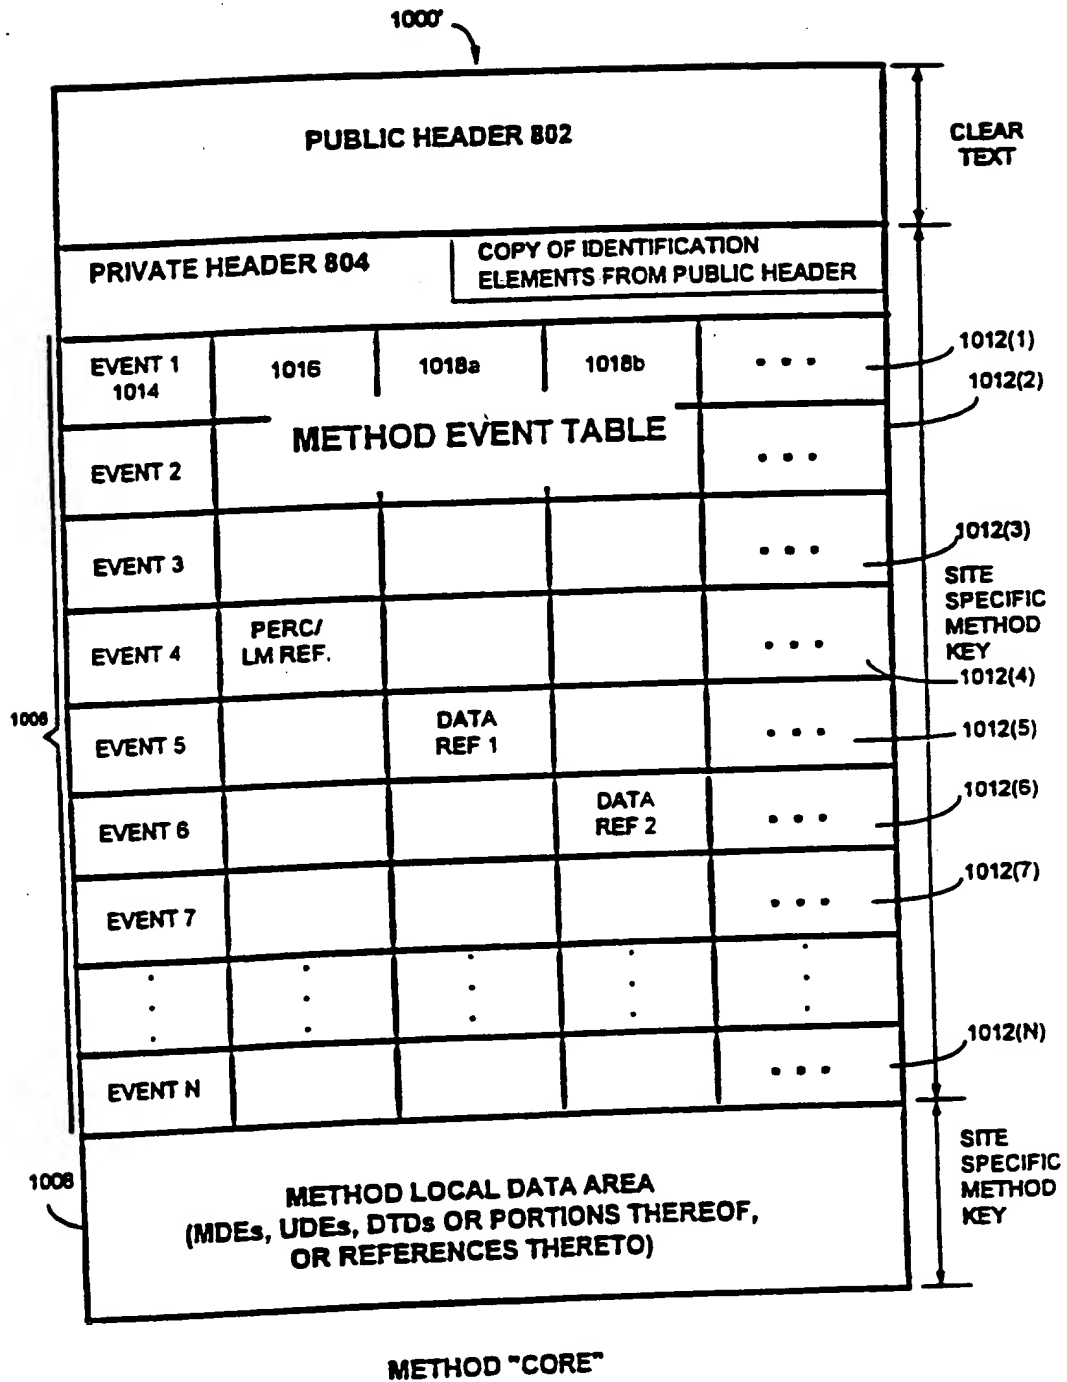 1000'
PUBLIC HEADER 802
CLEAR
TEXT
PRIVATE HEADER 804
COPY OF IDENTIFICATION
ELEMENTS FROM PUBLIC HEADER
EVENT 1
1014
1016
1018a
1018b
• • •
1012(1)
METHOD EVENT TABLE
EVENT 2
• • •
1012(2)
EVENT 3
• • •
1012(3)
SITE
SPECIFIC
METHOD
KEY
EVENT 4
PERC/
LM REF.
• • •
1012(4)
1006
EVENT 5
DATA
REF 1
• • •
1012(5)
EVENT 6
DATA
REF 2
• • •
1012(6)
EVENT 7
• • •
1012(7)
EVENT N
• • •
1012(N)
1008
METHOD LOCAL DATA AREA
(MDEs, UDEs, DTDs OR PORTIONS THEREOF,
OR REFERENCES THERETO)
SITE
SPECIFIC
METHOD
KEY
METHOD "CORE"